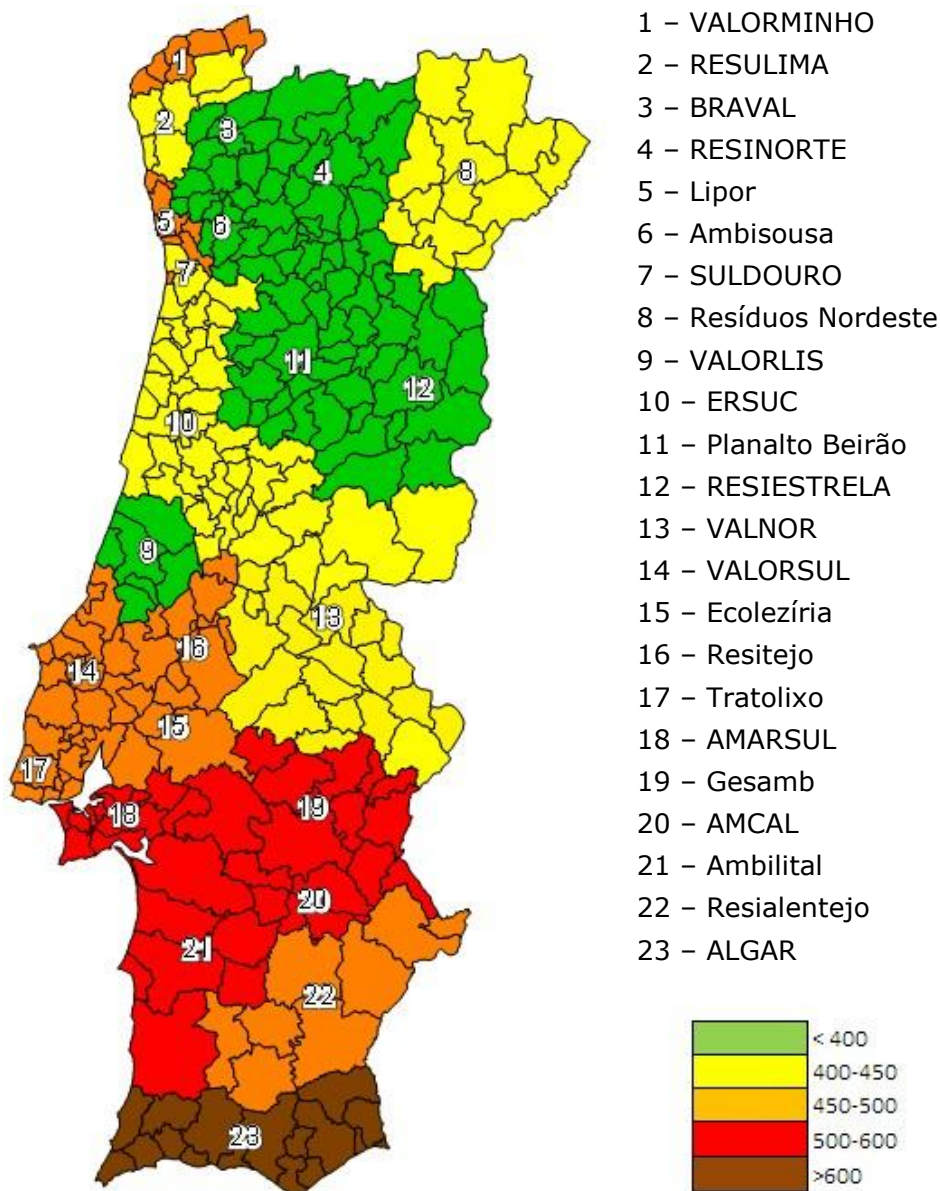 1 – VALORMINHO
2 – RESULIMA
3 – BRAVAL
4 – RESINORTE
5 – Lipor
6 – Ambisousa
7 – SULDOURO
8 – Resíduos Nordeste
9 – VALORLIS
10 – ERSUC
11 – Planalto Beirão
12 – RESIESTRELA
13 – VALNOR
14 – VALORSUL
15 – Ecolezíria
16 – Resitejo
17 – Tratolixo
18 – AMARSUL
19 – Gesamb
20 – AMCAL
21 – Ambilital
22 – Resialentejo
23 – ALGAR
1
2
3
4
8
5
6
7
11
12
10
9
13
16
14
15
17
18
19
20
21
22
23
< 400
400-450
450-500
500-600
>600